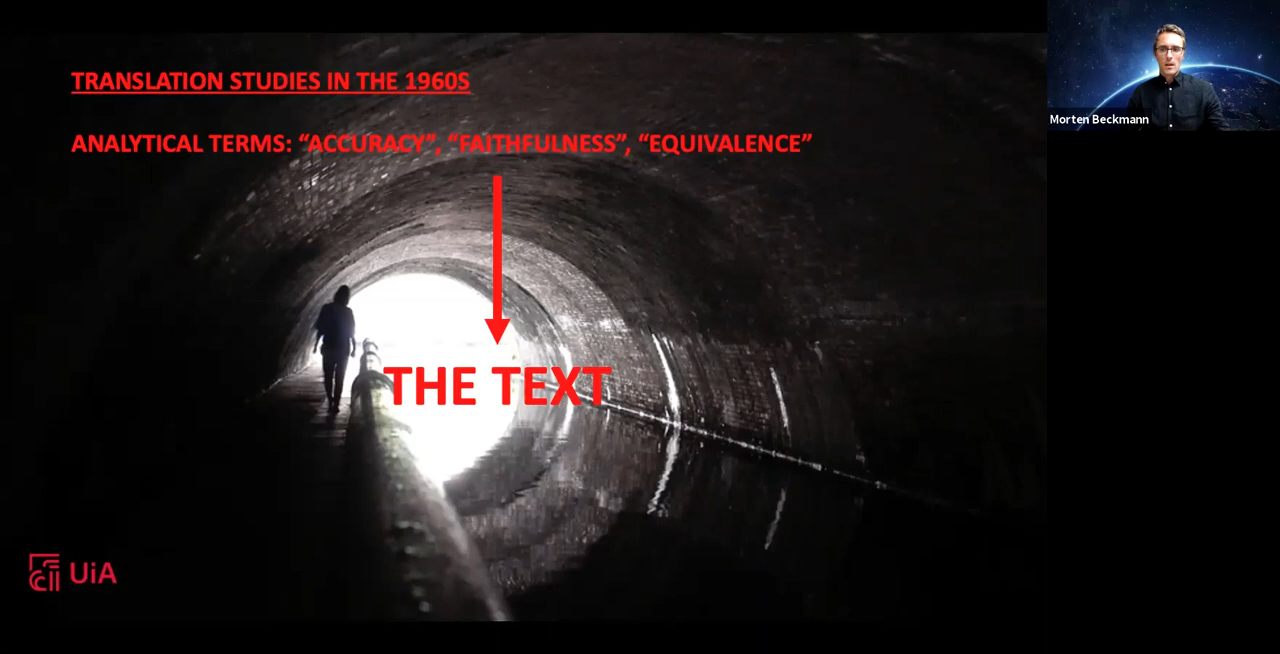 TRANSLATION STUDIES IN THE 1960S
ANALYTICAL TERMS: “ACCURACY”, “FAITHFULNESS”, “EQUIVALENCE”
THE TEXT
UiA
Morten Beckmann